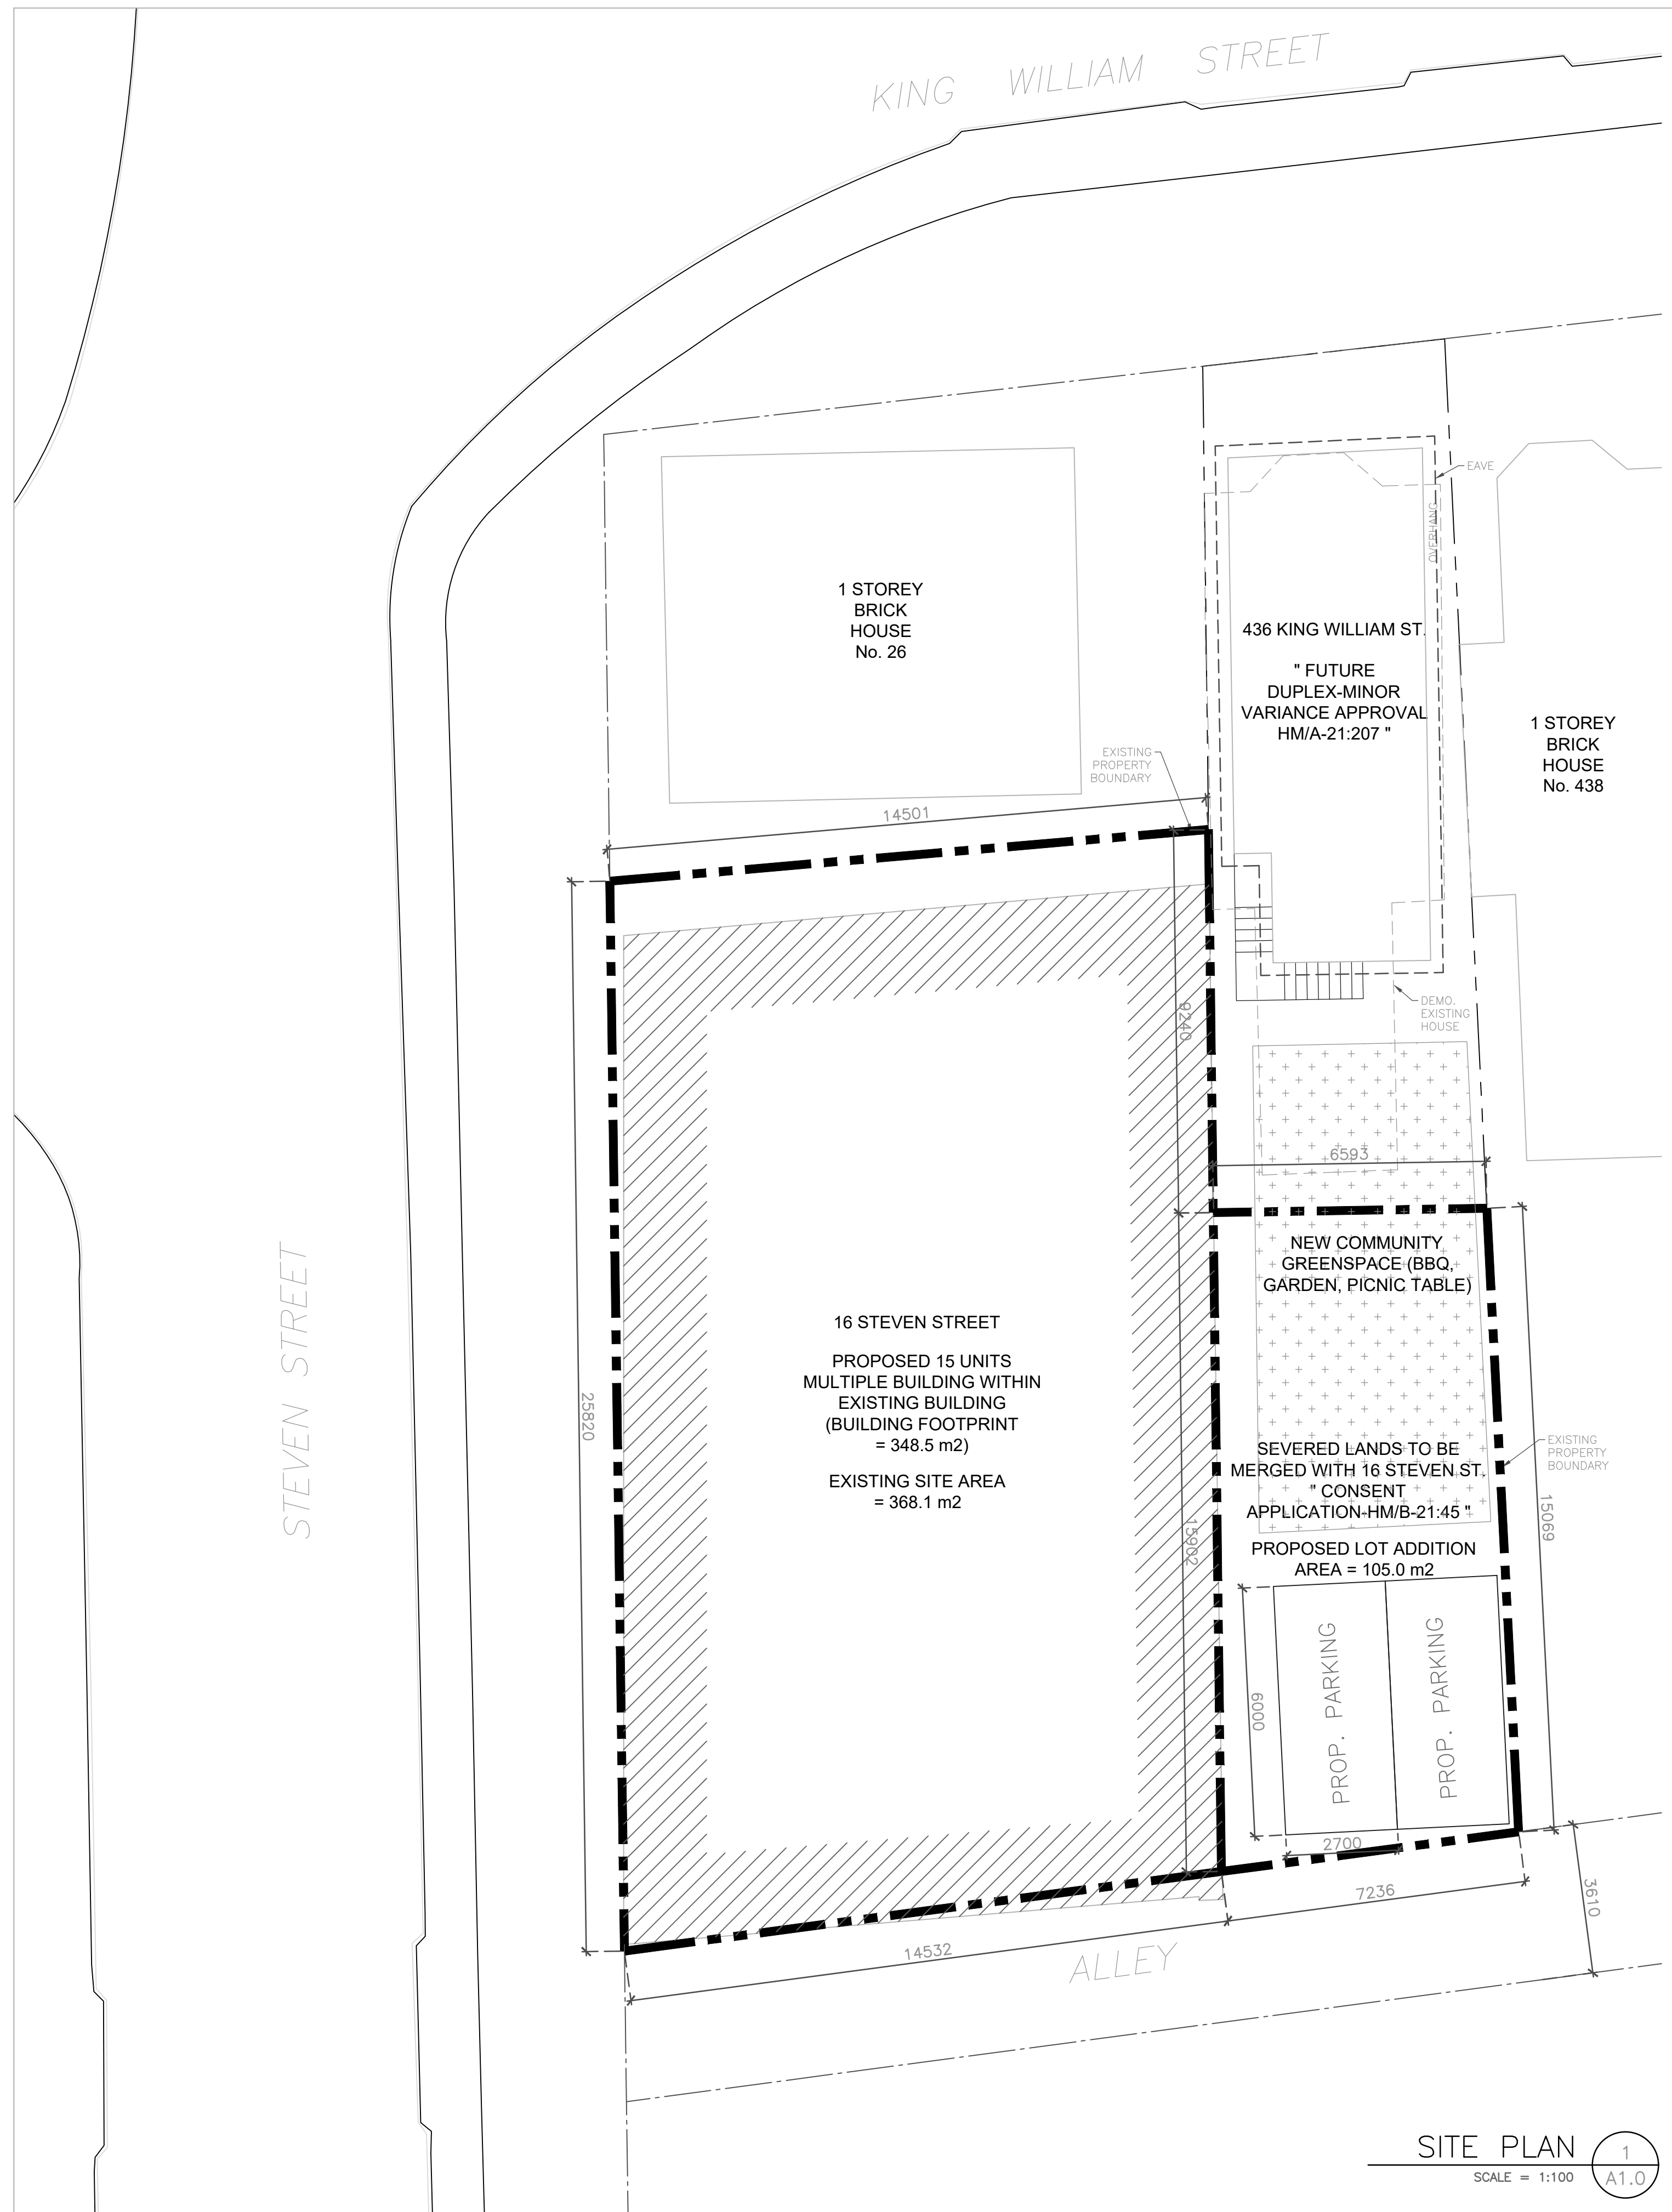 KING WILLIAM STREET
EAVE
OVERHANG
1 STOREY
BRICK
HOUSE
No. 26
436 KING WILLIAM ST.
" FUTURE
DUPLEX-MINOR
VARIANCE APPROVAL
HM/A-21:207 "
1 STOREY
BRICK
HOUSE
No. 438
EXISTING
PROPERTY
BOUNDARY
14501
9240
DEMO.
EXISTING
HOUSE
6593
NEW COMMUNITY
GREENSPACE (BBQ,
GARDEN, PICNIC TABLE)
STEVEN STREET
25820
16 STEVEN STREET
PROPOSED 15 UNITS
MULTIPLE BUILDING WITHIN
EXISTING BUILDING
(BUILDING FOOTPRINT
= 348.5 m2)
EXISTING SITE AREA
= 368.1 m2
15902
SEVERED LANDS TO BE
MERGED WITH 16 STEVEN ST.
" CONSENT
APPLICATION-HM/B-21:45 "
PROPOSED LOT ADDITION
AREA = 105.0 m2
EXISTING
PROPERTY
BOUNDARY
15069
6000
PROP. PARKING
PROP. PARKING
2700
7236
3610
14532
ALLEY
SITE PLAN
SCALE = 1:100
1
A1.0